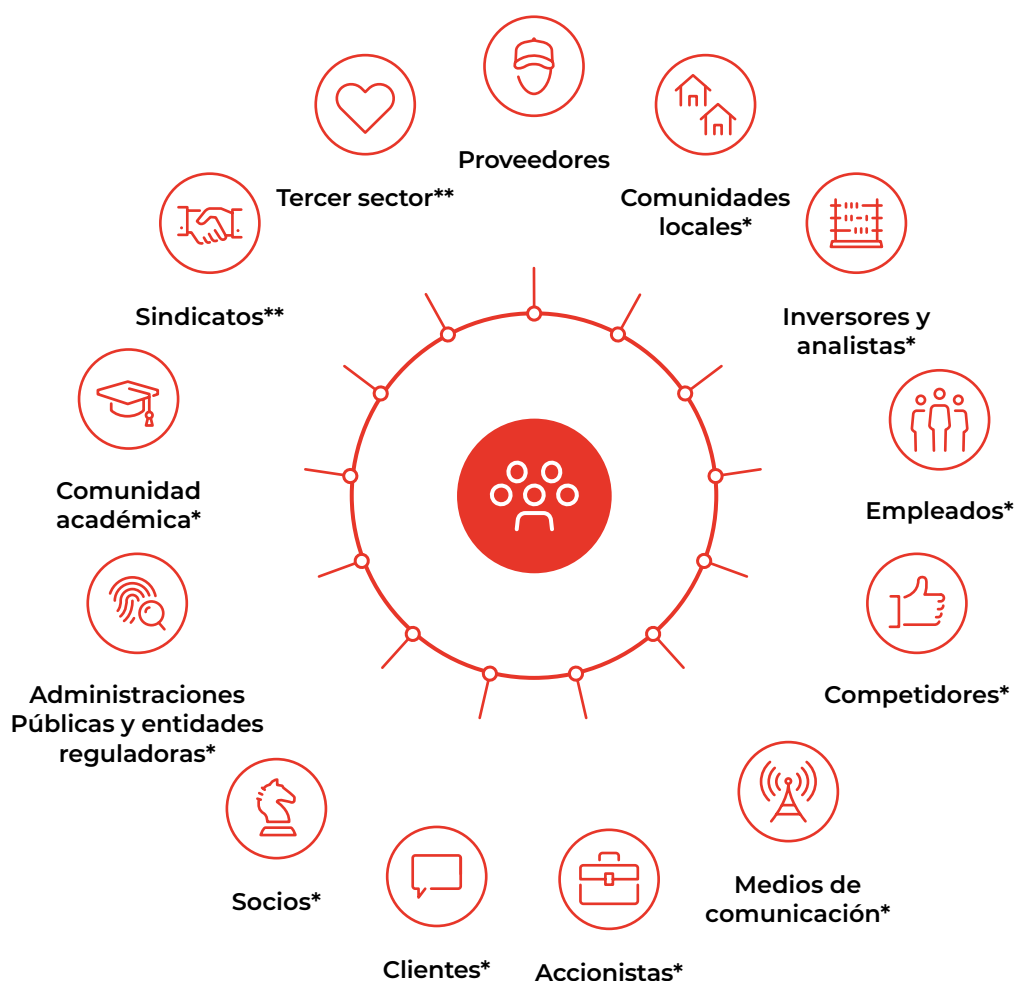 Proveedores
Tercer sector**
Comunidades
locales*
Sindicatos**
Inversores y
analistas*
Comunidad
académica*
Empleados*
Administraciones
Públicas y entidades
reguladoras*
Competidores*
Socios*
Medios de
comunicación*
Clientes*
Accionistas*